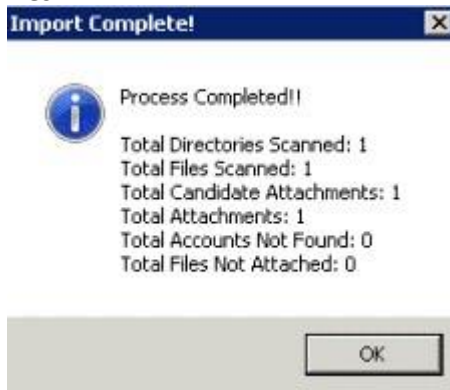 Import Complete!
Process Completed!!
Total Directories Scanned: 1
Total Files Scanned: 1
Total Candidate Attachments: 1
Total Attachments: 1
Total Accounts Not Found: 0
Total Files Not Attached: 0
OK